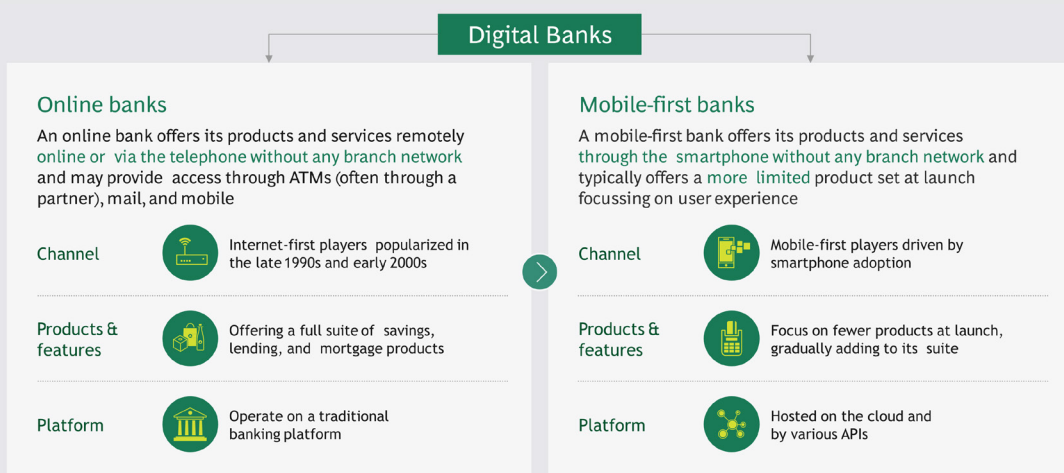 Digital Banks
Online banks
An online bank offers its products and services remotely
online or via the telephone without any branch network
and may provide access through ATMs (often through a
partner), mail, and mobile
Channel
Internet-first players popularized in
the late 1990s and early 2000s
Products &
features
Offering a full suite of savings,
lending, and mortgage products
Platform
Operate on a traditional
banking platform
Mobile-first banks
A mobile-first bank offers its products and services
through the smartphone without any branch network and
typically offers a more limited product set at launch
focussing on user experience
Channel
Mobile-first players driven by
smartphone adoption
Products &
features
Focus on fewer products at launch,
gradually adding to its suite
Platform
Hosted on the cloud and
by various APIs